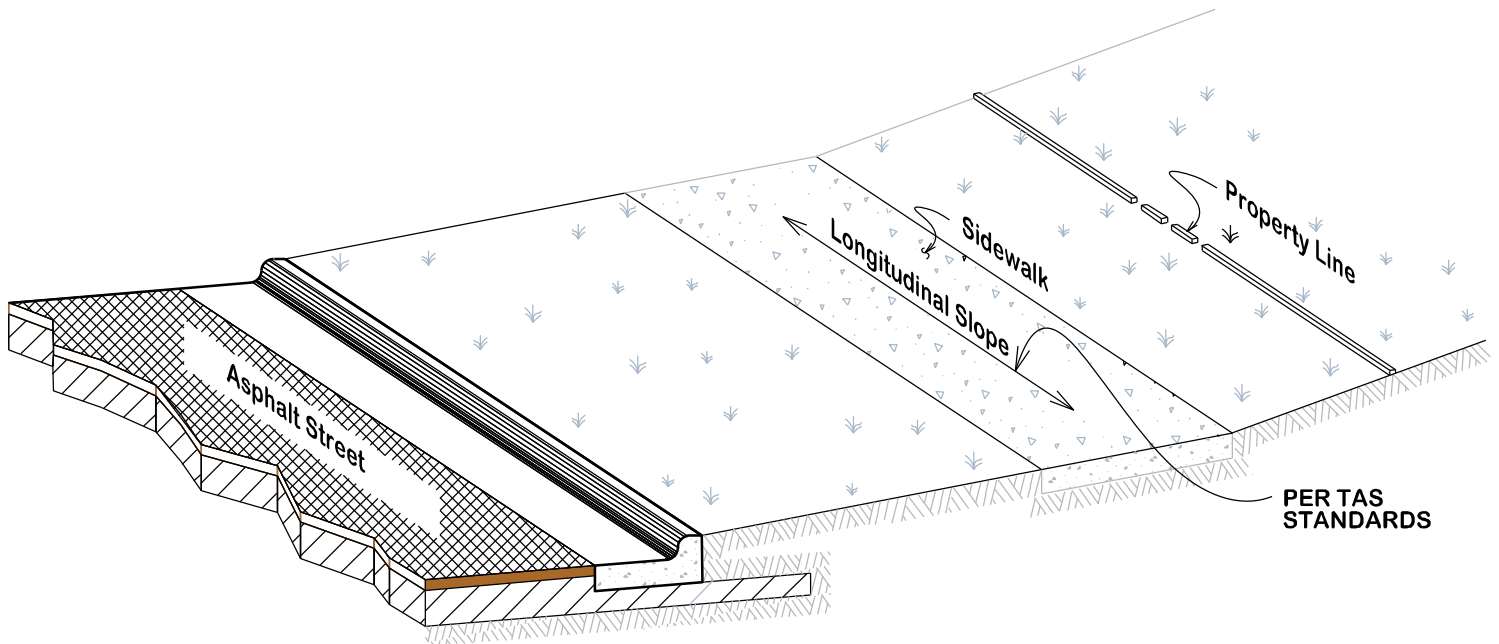 Property Line
Sidewalk
Longitudinal Slope
Asphalt Street
PER TAS
STANDARDS